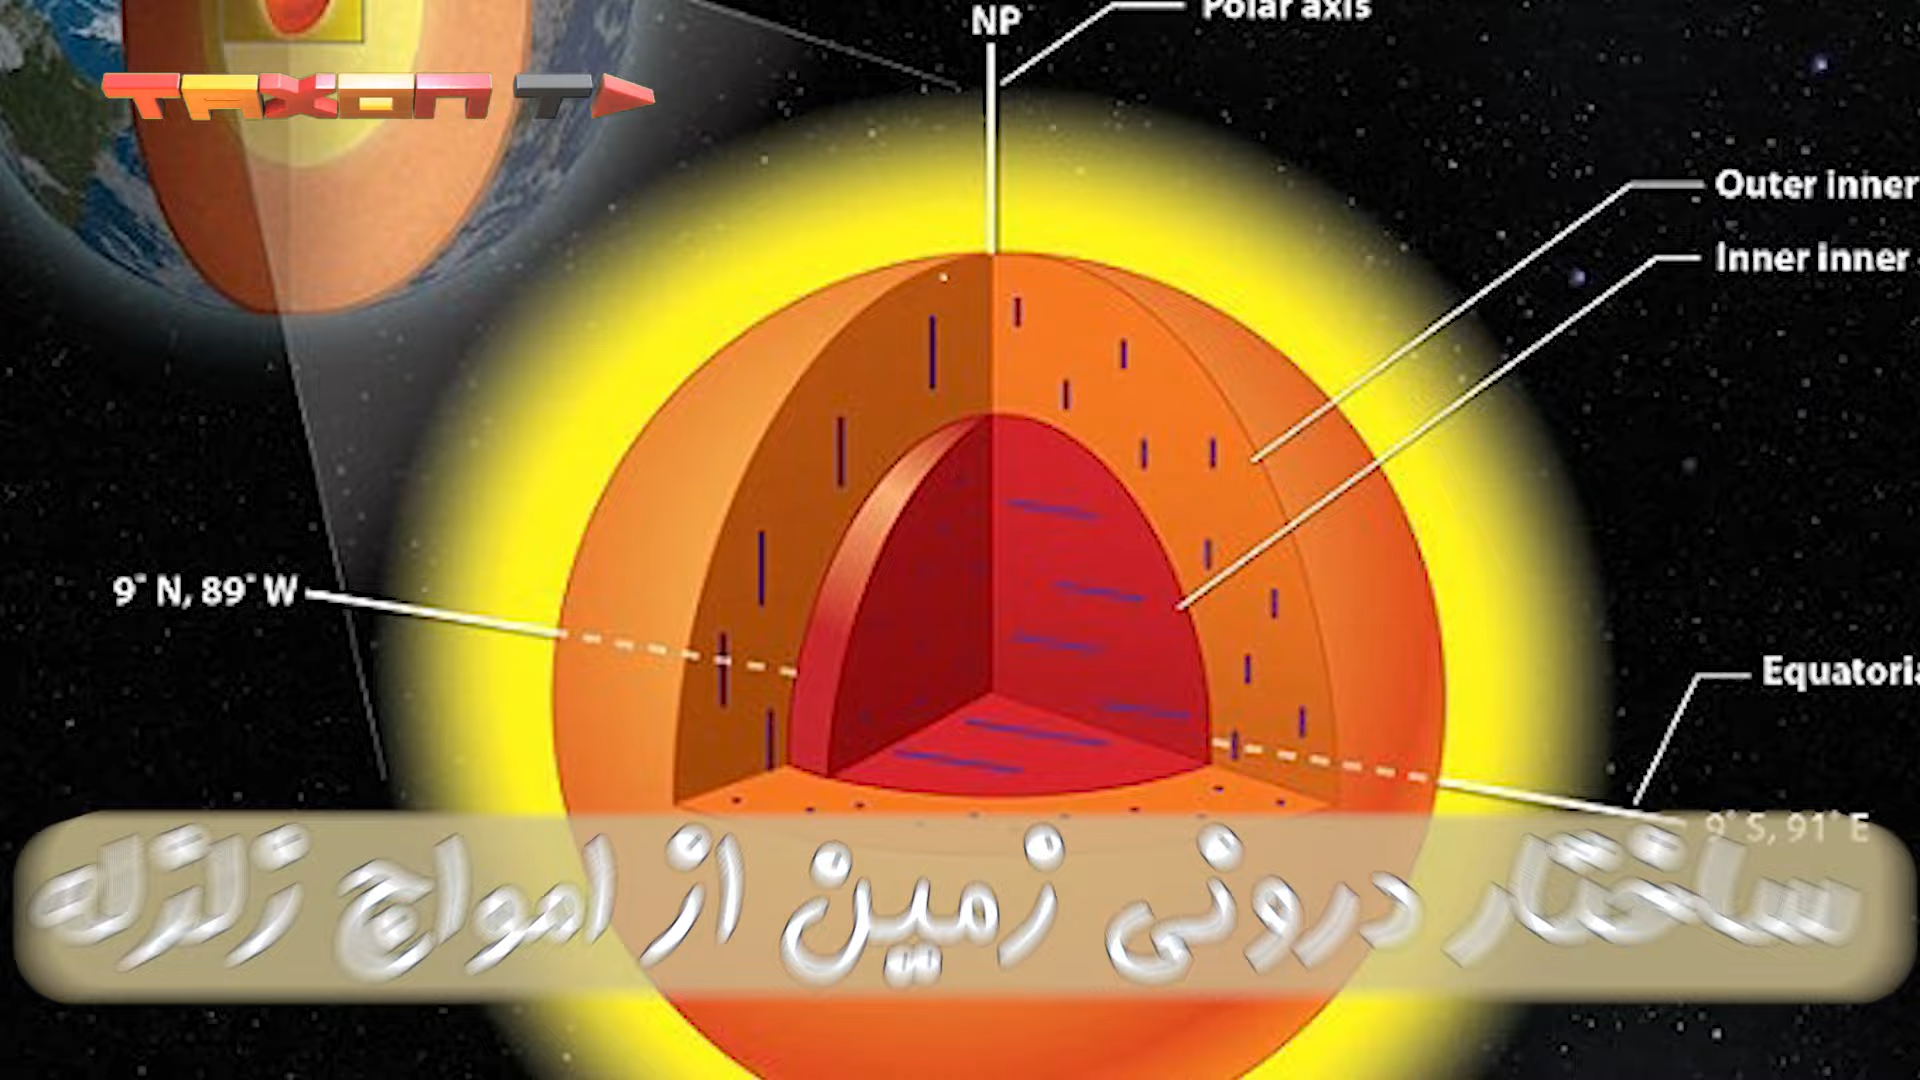 NP
Polar axis
TAXON T
Outer inner
Inner inner
9° N, 89° W
Equatoria
9° S, 91° E
ساختار درونی زمین از امواج زلزله